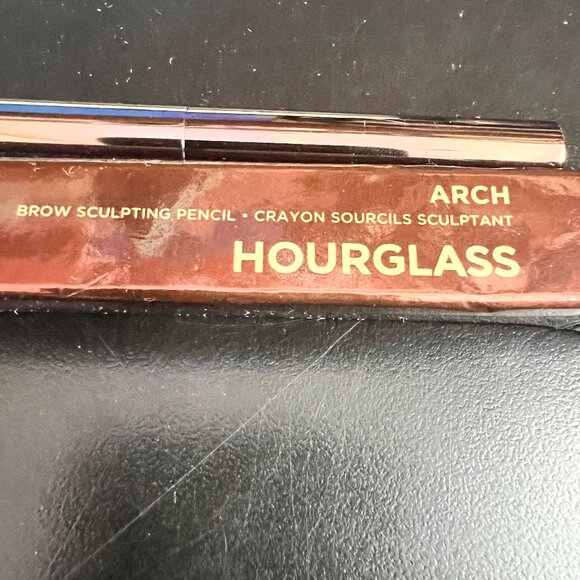 ARCH
BROW SCULPTING PENCIL • CRAYON SOURCILS SCULPTANT
HOURGLASS